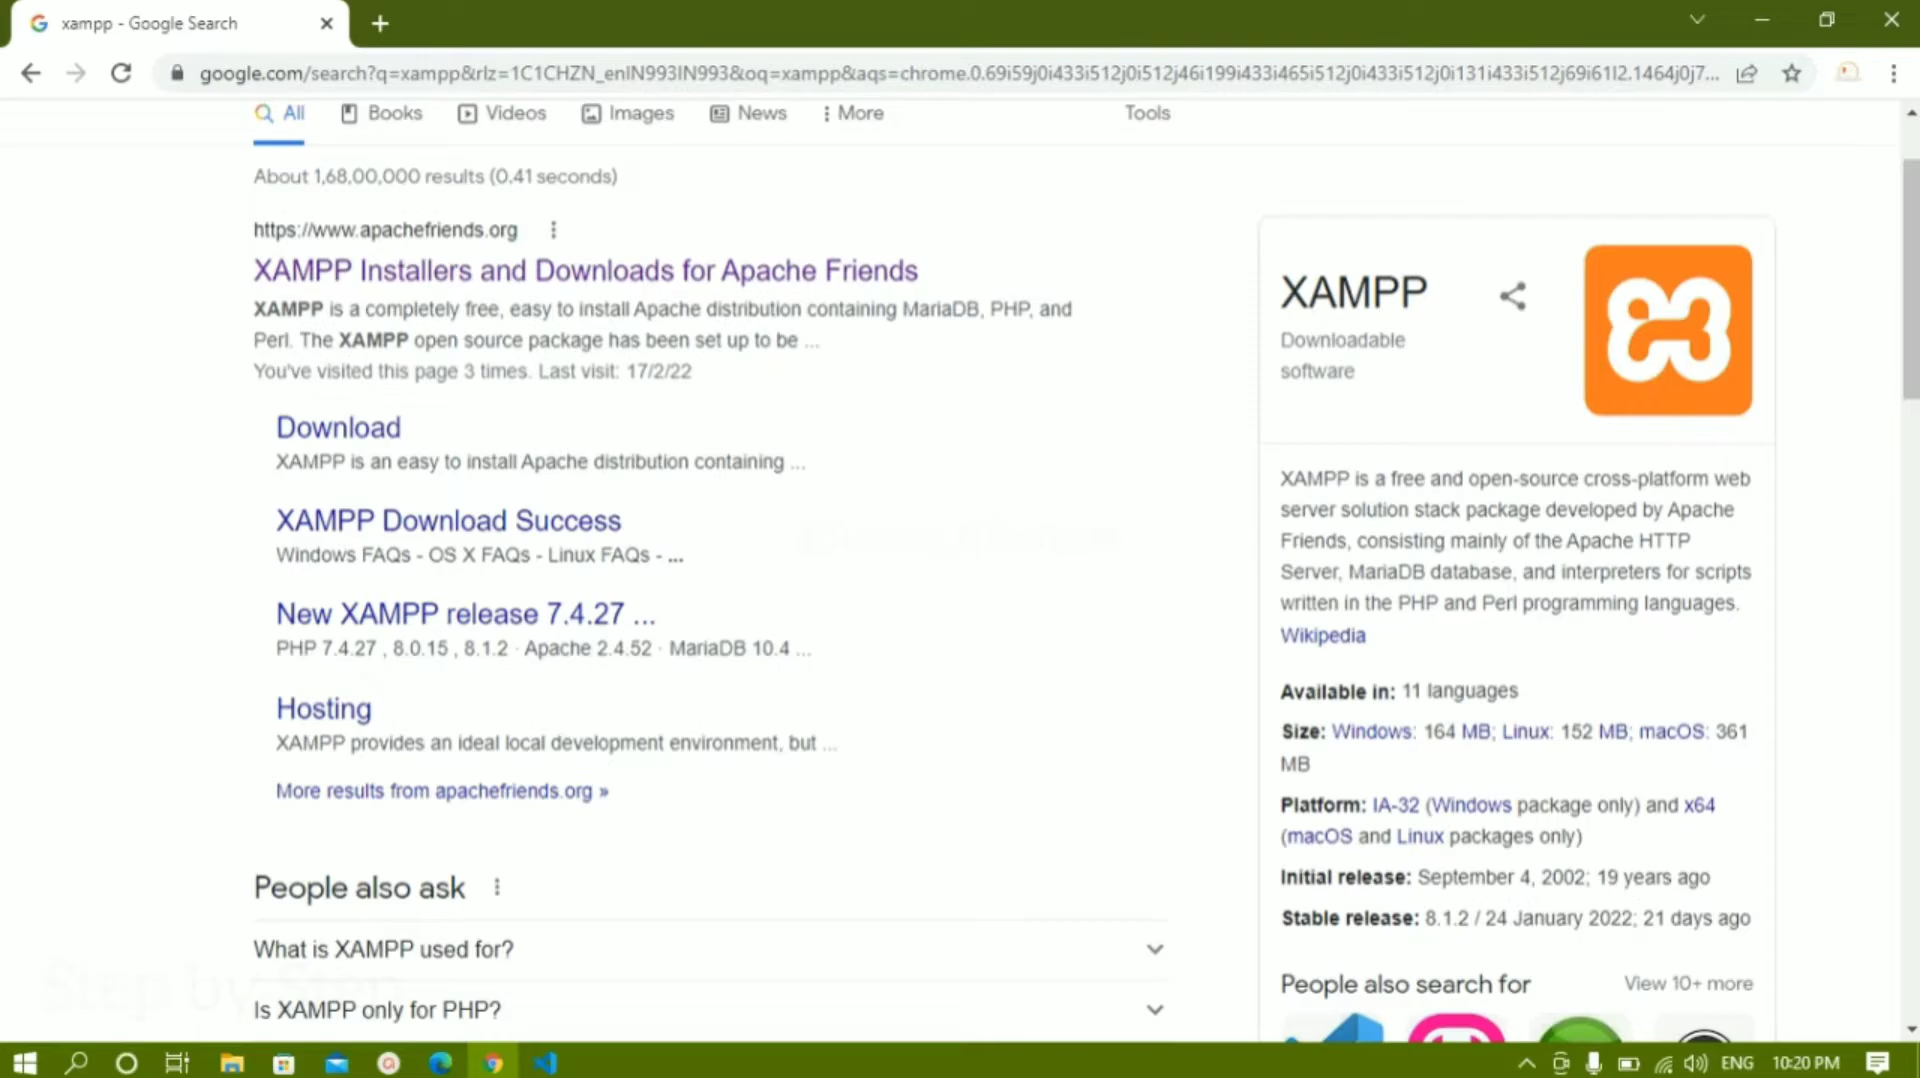 xampp - Google Search
google.com/search?q=xampp&rlz=1C1CHZN_enIN993IN993&oq=xampp&aqs=chrome.0.69i59j0i433i512j0i512j46i199i433i465i512j0i433i512j0i131i433i512j69i61l2.1464j0j7...
All
Books
Videos
Images
News
More
Tools
About 1,68,00,000 results (0.41 seconds)
https://www.apachefriends.org
XAMPP Installers and Downloads for Apache Friends
XAMPP is a completely free, easy to install Apache distribution containing MariaDB, PHP, and
Perl. The XAMPP open source package has been set up to be ...
You've visited this page 3 times. Last visit: 17/2/22
Download
XAMPP is an easy to install Apache distribution containing ...
XAMPP Download Success
Windows FAQs - OS X FAQs - Linux FAQs - ...
New XAMPP release 7.4.27 ...
PHP 7.4.27 , 8.0.15 , 8.1.2 · Apache 2.4.52 · MariaDB 10.4 ...
Hosting
XAMPP provides an ideal local development environment, but ...
More results from apachefriends.org »
People also ask
What is XAMPP used for?
Step by Step
Is XAMPP only for PHP?
XAMPP
Downloadable
software
XAMPP is a free and open-source cross-platform web
server solution stack package developed by Apache
Friends, consisting mainly of the Apache HTTP
Server, MariaDB database, and interpreters for scripts
written in the PHP and Perl programming languages.
Wikipedia
Available in: 11 languages
Size: Windows: 164 MB; Linux: 152 MB; macOS: 361
MB
Platform: IA-32 (Windows package only) and x64
(macOS and Linux packages only)
Initial release: September 4, 2002; 19 years ago
Stable release: 8.1.2 / 24 January 2022; 21 days ago
People also search for
View 10+ more
ENG
10:20 PM